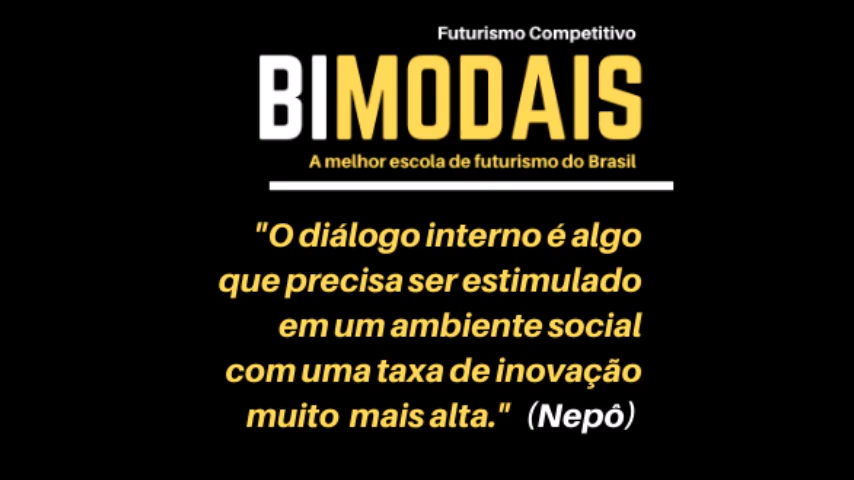 Futurismo Competitivo
BIMODAIS
A melhor escola de futurismo do Brasil
"O diálogo interno é algo
que precisa ser estimulado
em um ambiente social
com uma taxa de inovação
muito mais alta." (Nepô)